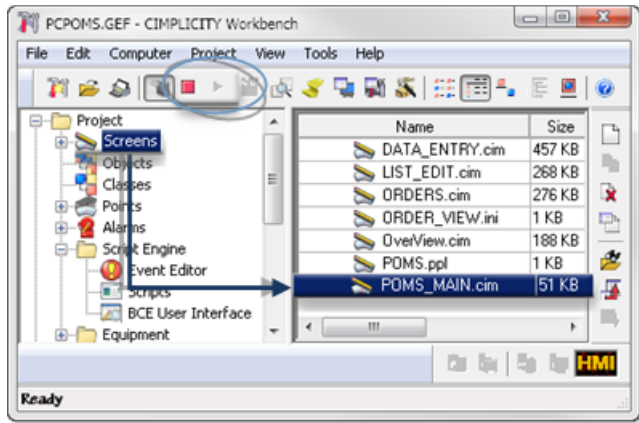 PCPOMS.GEF - CIMPLICITY Workbench
File Edit Computer Project View Tools Help
Project
Screens
Objects
Classes
Points
Alarms
Script Engine
Event Editor
Scripts
BCE User Interface
Equipment
Name Size
DATA_ENTRY.cim 457 KB
LIST_EDIT.cim 268 KB
ORDERS.cim 276 KB
ORDER_VIEW.ini 1 KB
OverView.cim 188 KB
POMS.ppl 1 KB
POMS_MAIN.cim 51 KB
HMI
Ready